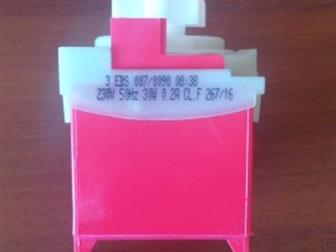 3 EBS 007/0090 08:38
230V 50Hz 30W 0.2A CL.F 267/16